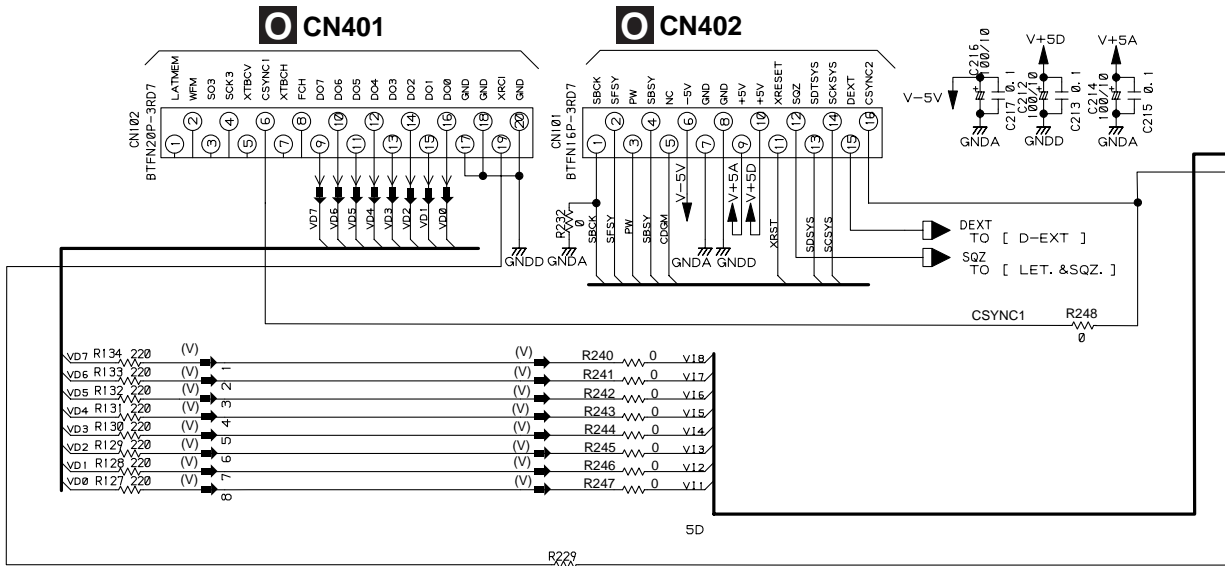 O CN401
O CN402
CN102
BTFN20P-3RD7
LATMEM
WFM
SO3
SCK3
XTBCV
CSYNC1
XTBCH
FCH
DO7
DO6
DO5
DO4
DO3
DO2
DO1
DO0
GND
GND
XRCI
GND
1 2 3 4 5 6 7 8 9 10 11 12 13 14 15 16 17 18 19 20
VD7
VD6
VD5
VD4
VD3
VD2
VD1
VD0
GNDD
CN101
BTFN16P-3RD7
SBCK
SFSY
PW
SBSY
NC
-5V
GND
GND
+5V
+5V
XRESET
SQZ
SDTSYS
SCKSYS
DEXT
CSYNC2
1 2 3 4 5 6 7 8 9 10 11 12 13 14 15 16
R232
0
GNDA
SBCK
SFSY
PW
SBSY
CDGM
V-5V
GNDA
GNDD
V+5A
V+5D
XRST
SDSYS
SCSYS
V-5V
C216
100/10
C217 0.1
GNDA
V+5D
C212
100/10
C213 0.1
GNDD
V+5A
C214
100/10
C215 0.1
GNDA
DEXT
TO [ D-EXT ]
SQZ
TO [ LET. &SQZ. ]
CSYNC1
R248
0
VD7 R134 220 (V) 1 (V) R240 0 VI8
VD6 R133 220 (V) 2 (V) R241 0 VI7
VD5 R132 220 (V) 3 (V) R242 0 VI6
VD4 R131 220 (V) 4 (V) R243 0 VI5
VD3 R130 220 (V) 5 (V) R244 0 VI4
VD2 R129 220 (V) 6 (V) R245 0 VI3
VD1 R128 220 (V) 7 (V) R246 0 VI2
VD0 R127 220 (V) 8 (V) R247 0 VI1
5D
R229